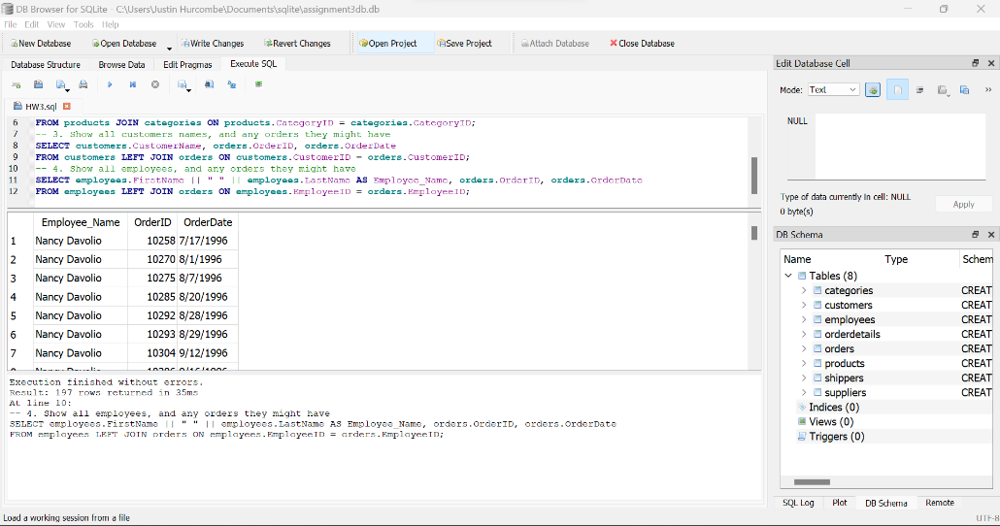 DB Browser for SQLite - C:\Users\Justin Hurcombe\Documents\sqlite\assignment3db.db
File Edit View Tools Help
New Database Open Database Write Changes Revert Changes Open Project Save Project Attach Database Close Database
Database Structure Browse Data Edit Pragmas Execute SQL
HW3.sql
6 FROM products JOIN categories ON products.CategoryID = categories.CategoryID;
7 -- 3. Show all customers names, and any orders they might have
8 SELECT customers.CustomerName, orders.OrderID, orders.OrderDate
9 FROM customers LEFT JOIN orders ON customers.CustomerID = orders.CustomerID;
10 -- 4. Show all employees, and any orders they might have
11 SELECT employees.FirstName || " " || employees.LastName AS Employee_Name, orders.OrderID, orders.OrderDate
12 FROM employees LEFT JOIN orders ON employees.EmployeeID = orders.EmployeeID;
Employee_Name OrderID OrderDate
1 Nancy Davolio 10258 7/17/1996
2 Nancy Davolio 10270 8/1/1996
3 Nancy Davolio 10275 8/7/1996
4 Nancy Davolio 10285 8/20/1996
5 Nancy Davolio 10292 8/28/1996
6 Nancy Davolio 10293 8/29/1996
7 Nancy Davolio 10304 9/12/1996
Execution finished without errors.
Result: 197 rows returned in 35ms
At line 10:
-- 4. Show all employees, and any orders they might have
SELECT employees.FirstName || " " || employees.LastName AS Employee_Name, orders.OrderID, orders.OrderDate
FROM employees LEFT JOIN orders ON employees.EmployeeID = orders.EmployeeID;
Load a working session from a file
Edit Database Cell
Mode: Text
NULL
Type of data currently in cell: NULL
0 byte(s)
Apply
DB Schema
Name Type Schem
Tables (8)
categories CREAT
customers CREAT
employees CREAT
orderdetails CREAT
orders CREAT
products CREAT
shippers CREAT
suppliers CREAT
Indices (0)
Views (0)
Triggers (0)
SQL Log Plot DB Schema Remote
UTF-8